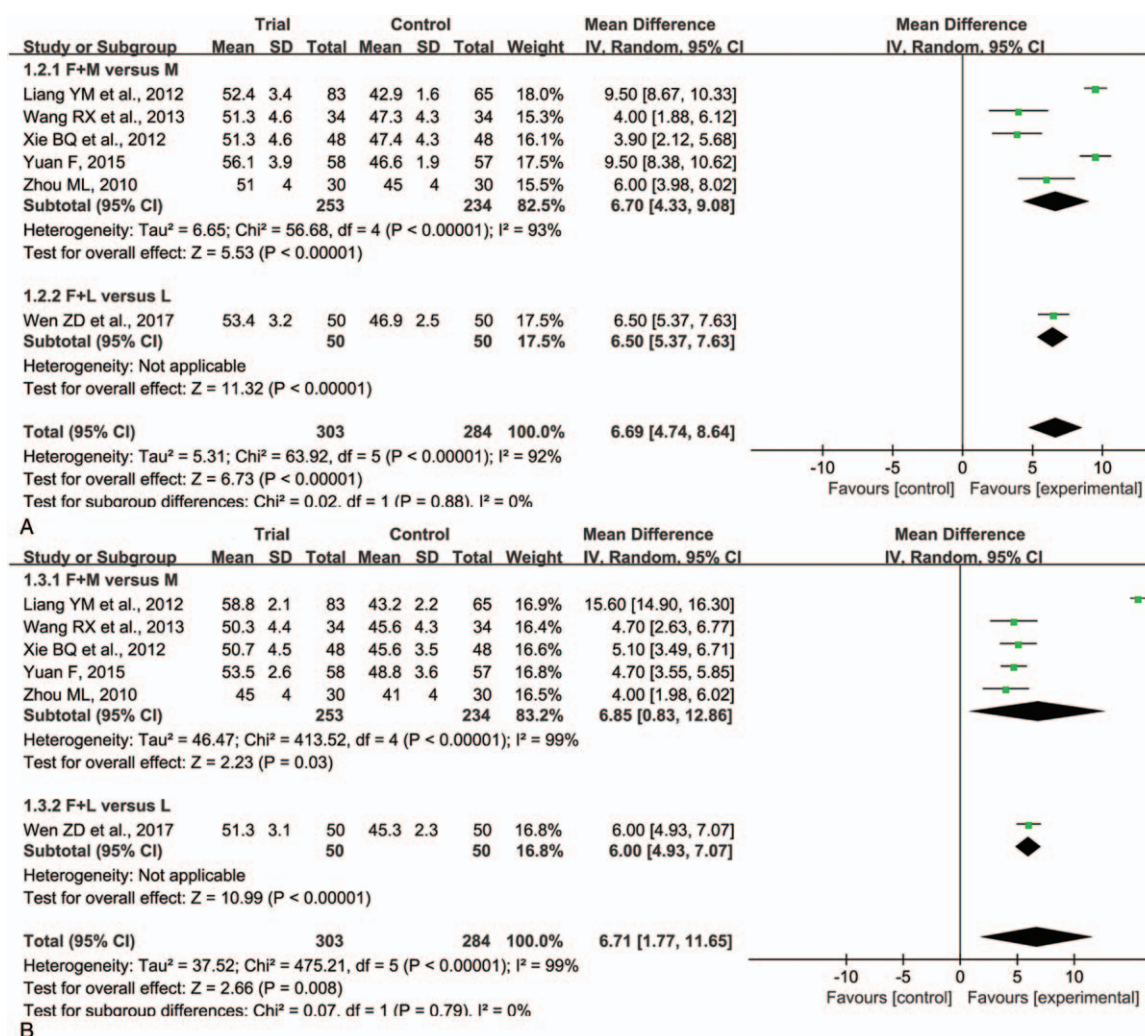 Trial Control Mean Difference Mean Difference
Study or Subgroup Mean SD Total Mean SD Total Weight IV, Random, 95% CI IV, Random, 95% CI
1.2.1 F+M versus M
Liang YM et al., 2012 52.4 3.4 83 42.9 1.6 65 18.0% 9.50 [8.67, 10.33]
Wang RX et al., 2013 51.3 4.6 34 47.3 4.3 34 15.3% 4.00 [1.88, 6.12]
Xie BQ et al., 2012 51.3 4.6 48 47.4 4.3 48 16.1% 3.90 [2.12, 5.68]
Yuan F, 2015 56.1 3.9 58 46.6 1.9 57 17.5% 9.50 [8.38, 10.62]
Zhou ML, 2010 51 4 30 45 4 30 15.5% 6.00 [3.98, 8.02]
Subtotal (95% CI) 253 234 82.5% 6.70 [4.33, 9.08]
Heterogeneity: Tau² = 6.65; Chi² = 56.68, df = 4 (P < 0.00001); I² = 93%
Test for overall effect: Z = 5.53 (P < 0.00001)
1.2.2 F+L versus L
Wen ZD et al., 2017 53.4 3.2 50 46.9 2.5 50 17.5% 6.50 [5.37, 7.63]
Subtotal (95% CI) 50 50 17.5% 6.50 [5.37, 7.63]
Heterogeneity: Not applicable
Test for overall effect: Z = 11.32 (P < 0.00001)
Total (95% CI) 303 284 100.0% 6.69 [4.74, 8.64]
Heterogeneity: Tau² = 5.31; Chi² = 63.92, df = 5 (P < 0.00001); I² = 92%
Test for overall effect: Z = 6.73 (P < 0.00001)
Test for subgroup differences: Chi² = 0.02. df = 1 (P = 0.88). I² = 0%
-10 -5 0 5 10
Favours [control] Favours [experimental]
A
Trial Control Mean Difference Mean Difference
Study or Subgroup Mean SD Total Mean SD Total Weight IV, Random, 95% CI IV, Random, 95% CI
1.3.1 F+M versus M
Liang YM et al., 2012 58.8 2.1 83 43.2 2.2 65 16.9% 15.60 [14.90, 16.30]
Wang RX et al., 2013 50.3 4.4 34 45.6 4.3 34 16.4% 4.70 [2.63, 6.77]
Xie BQ et al., 2012 50.7 4.5 48 45.6 3.5 48 16.6% 5.10 [3.49, 6.71]
Yuan F, 2015 53.5 2.6 58 48.8 3.6 57 16.8% 4.70 [3.55, 5.85]
Zhou ML, 2010 45 4 30 41 4 30 16.5% 4.00 [1.98, 6.02]
Subtotal (95% CI) 253 234 83.2% 6.85 [0.83, 12.86]
Heterogeneity: Tau² = 46.47; Chi² = 413.52, df = 4 (P < 0.00001); I² = 99%
Test for overall effect: Z = 2.23 (P = 0.03)
1.3.2 F+L versus L
Wen ZD et al., 2017 51.3 3.1 50 45.3 2.3 50 16.8% 6.00 [4.93, 7.07]
Subtotal (95% CI) 50 50 16.8% 6.00 [4.93, 7.07]
Heterogeneity: Not applicable
Test for overall effect: Z = 10.99 (P < 0.00001)
Total (95% CI) 303 284 100.0% 6.71 [1.77, 11.65]
Heterogeneity: Tau² = 37.52; Chi² = 475.21, df = 5 (P < 0.00001); I² = 99%
Test for overall effect: Z = 2.66 (P = 0.008)
Test for subgroup differences: Chi² = 0.07. df = 1 (P = 0.79). I² = 0%
-10 -5 0 5 10
Favours [control] Favours [experimental]
B